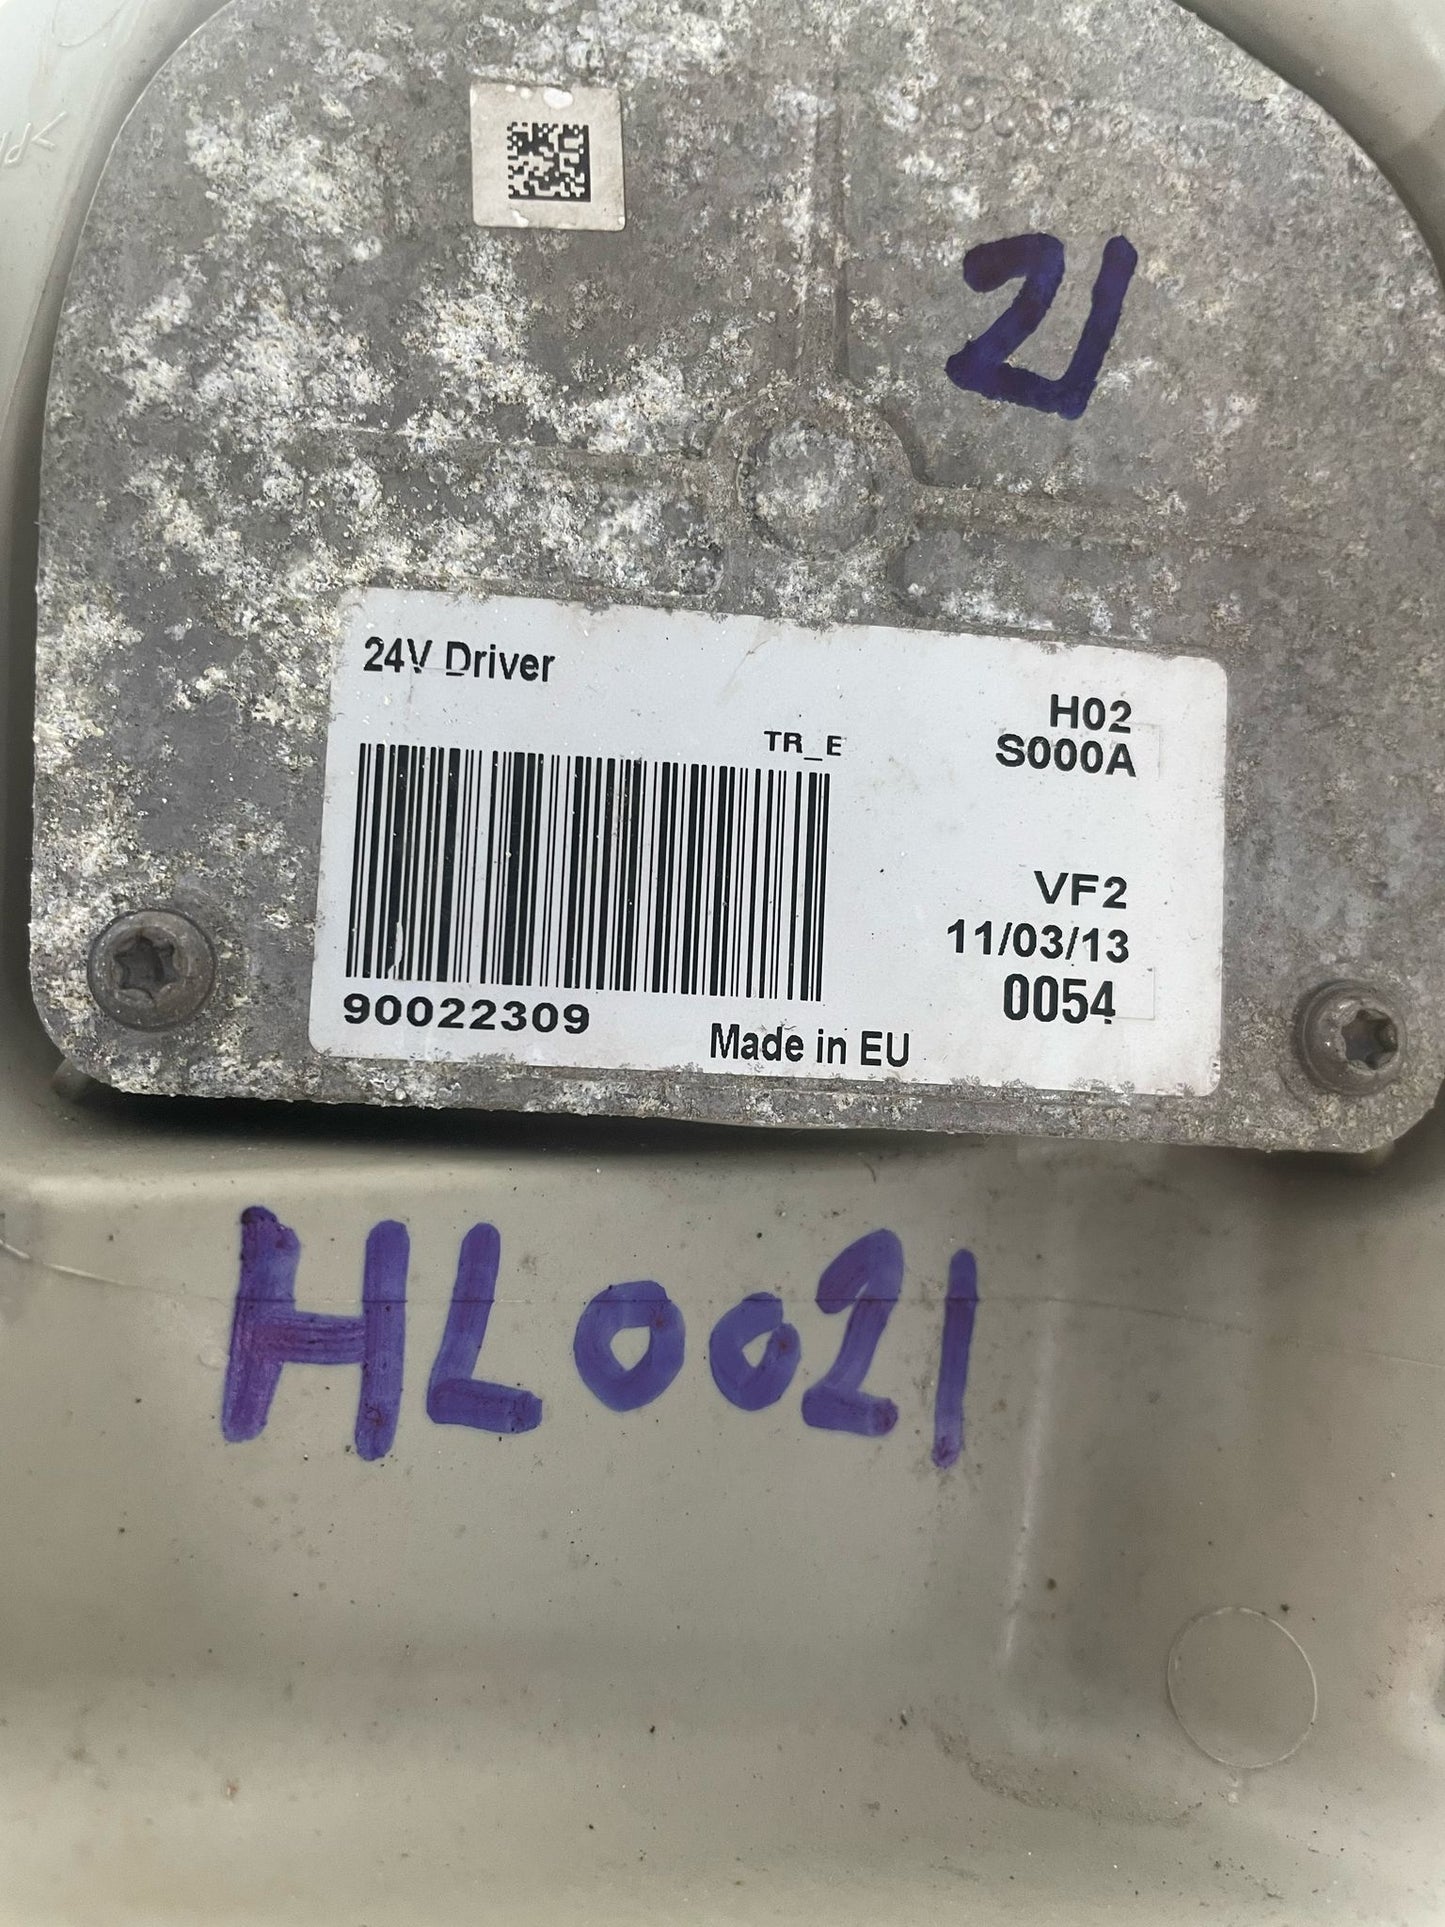 21
24V Driver
H02
TR_E
S000A
VF2
11/03/13
0054
90022309
Made in EU
HL0021